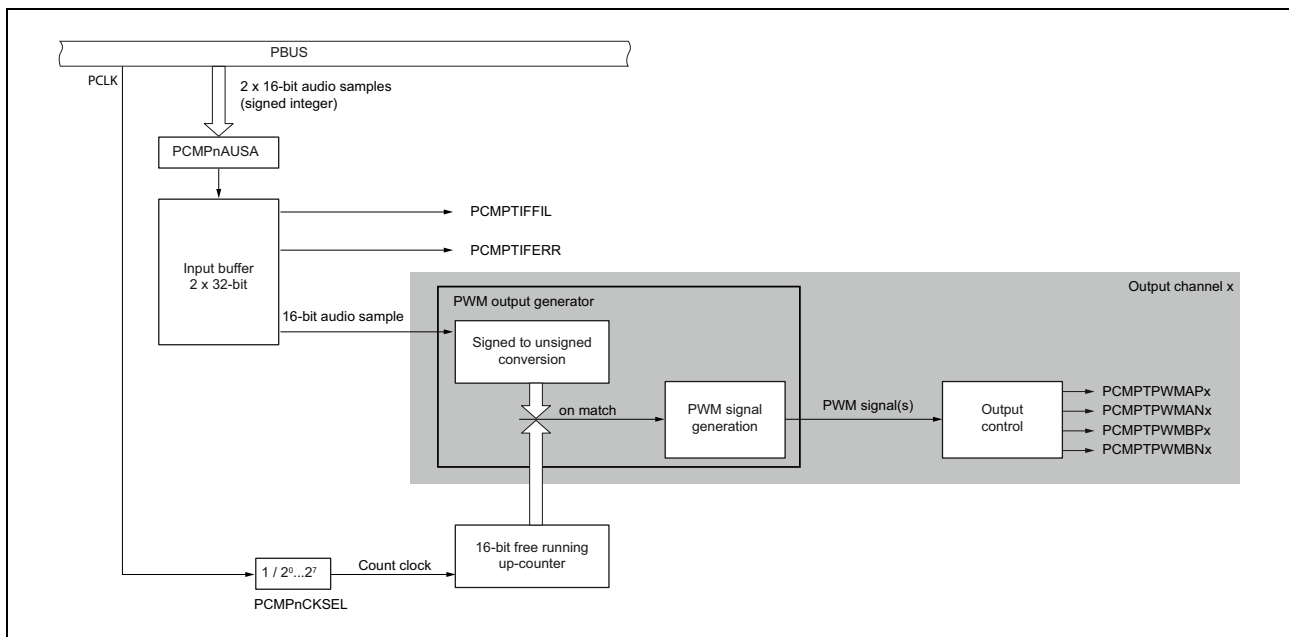 PBUS
PCLK
2 x 16-bit audio samples
(signed integer)
PCMPnAUSA
PCMPTIFFIL
PCMPTIFERR
Input buffer
2 x 32-bit
Output channel x
PWM output generator
16-bit audio sample
Signed to unsigned
conversion
on match
PWM signal
generation
PWM signal(s)
Output
control
PCMPTPWMAPx
PCMPTPWMANx
PCMPTPWMBPx
PCMPTPWMBNx
16-bit free running
up-counter
1 / 2⁰...2⁷
Count clock
PCMPnCKSEL